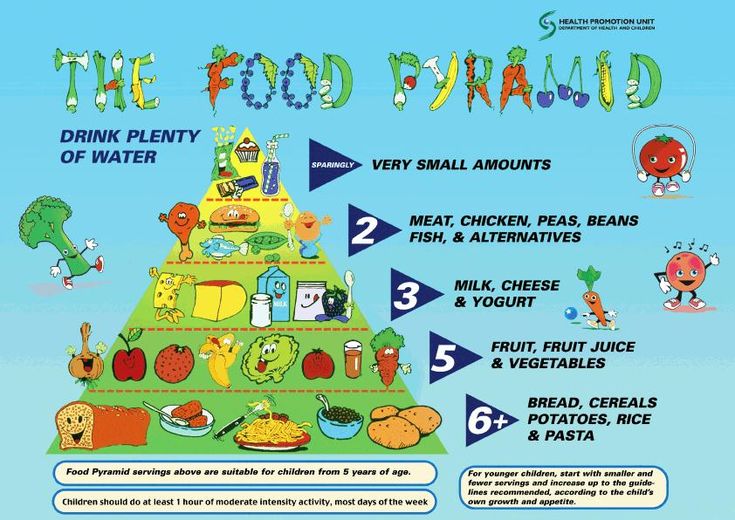 HEALTH PROMOTION UNIT
DEPARTMENT OF HEALTH AND CHILDREN
THE FOOD PYRAMID
DRINK PLENTY
OF WATER
SPARINGLY
VERY SMALL AMOUNTS
2
MEAT, CHICKEN, PEAS, BEANS
FISH, & ALTERNATIVES
3
MILK, CHEESE
& YOGURT
MILK
5
FRUIT, FRUIT JUICE
& VEGETABLES
6+
BREAD, CEREALS
POTATOES, RICE
& PASTA
Food Pyramid servings above are suitable for children from 5 years of age.
Children should do at least 1 hour of moderate intensity activity, most days of the week
For younger children, start with smaller and
fewer servings and increase up to the guide-
lines recommended, according to the child's
own growth and appetite.